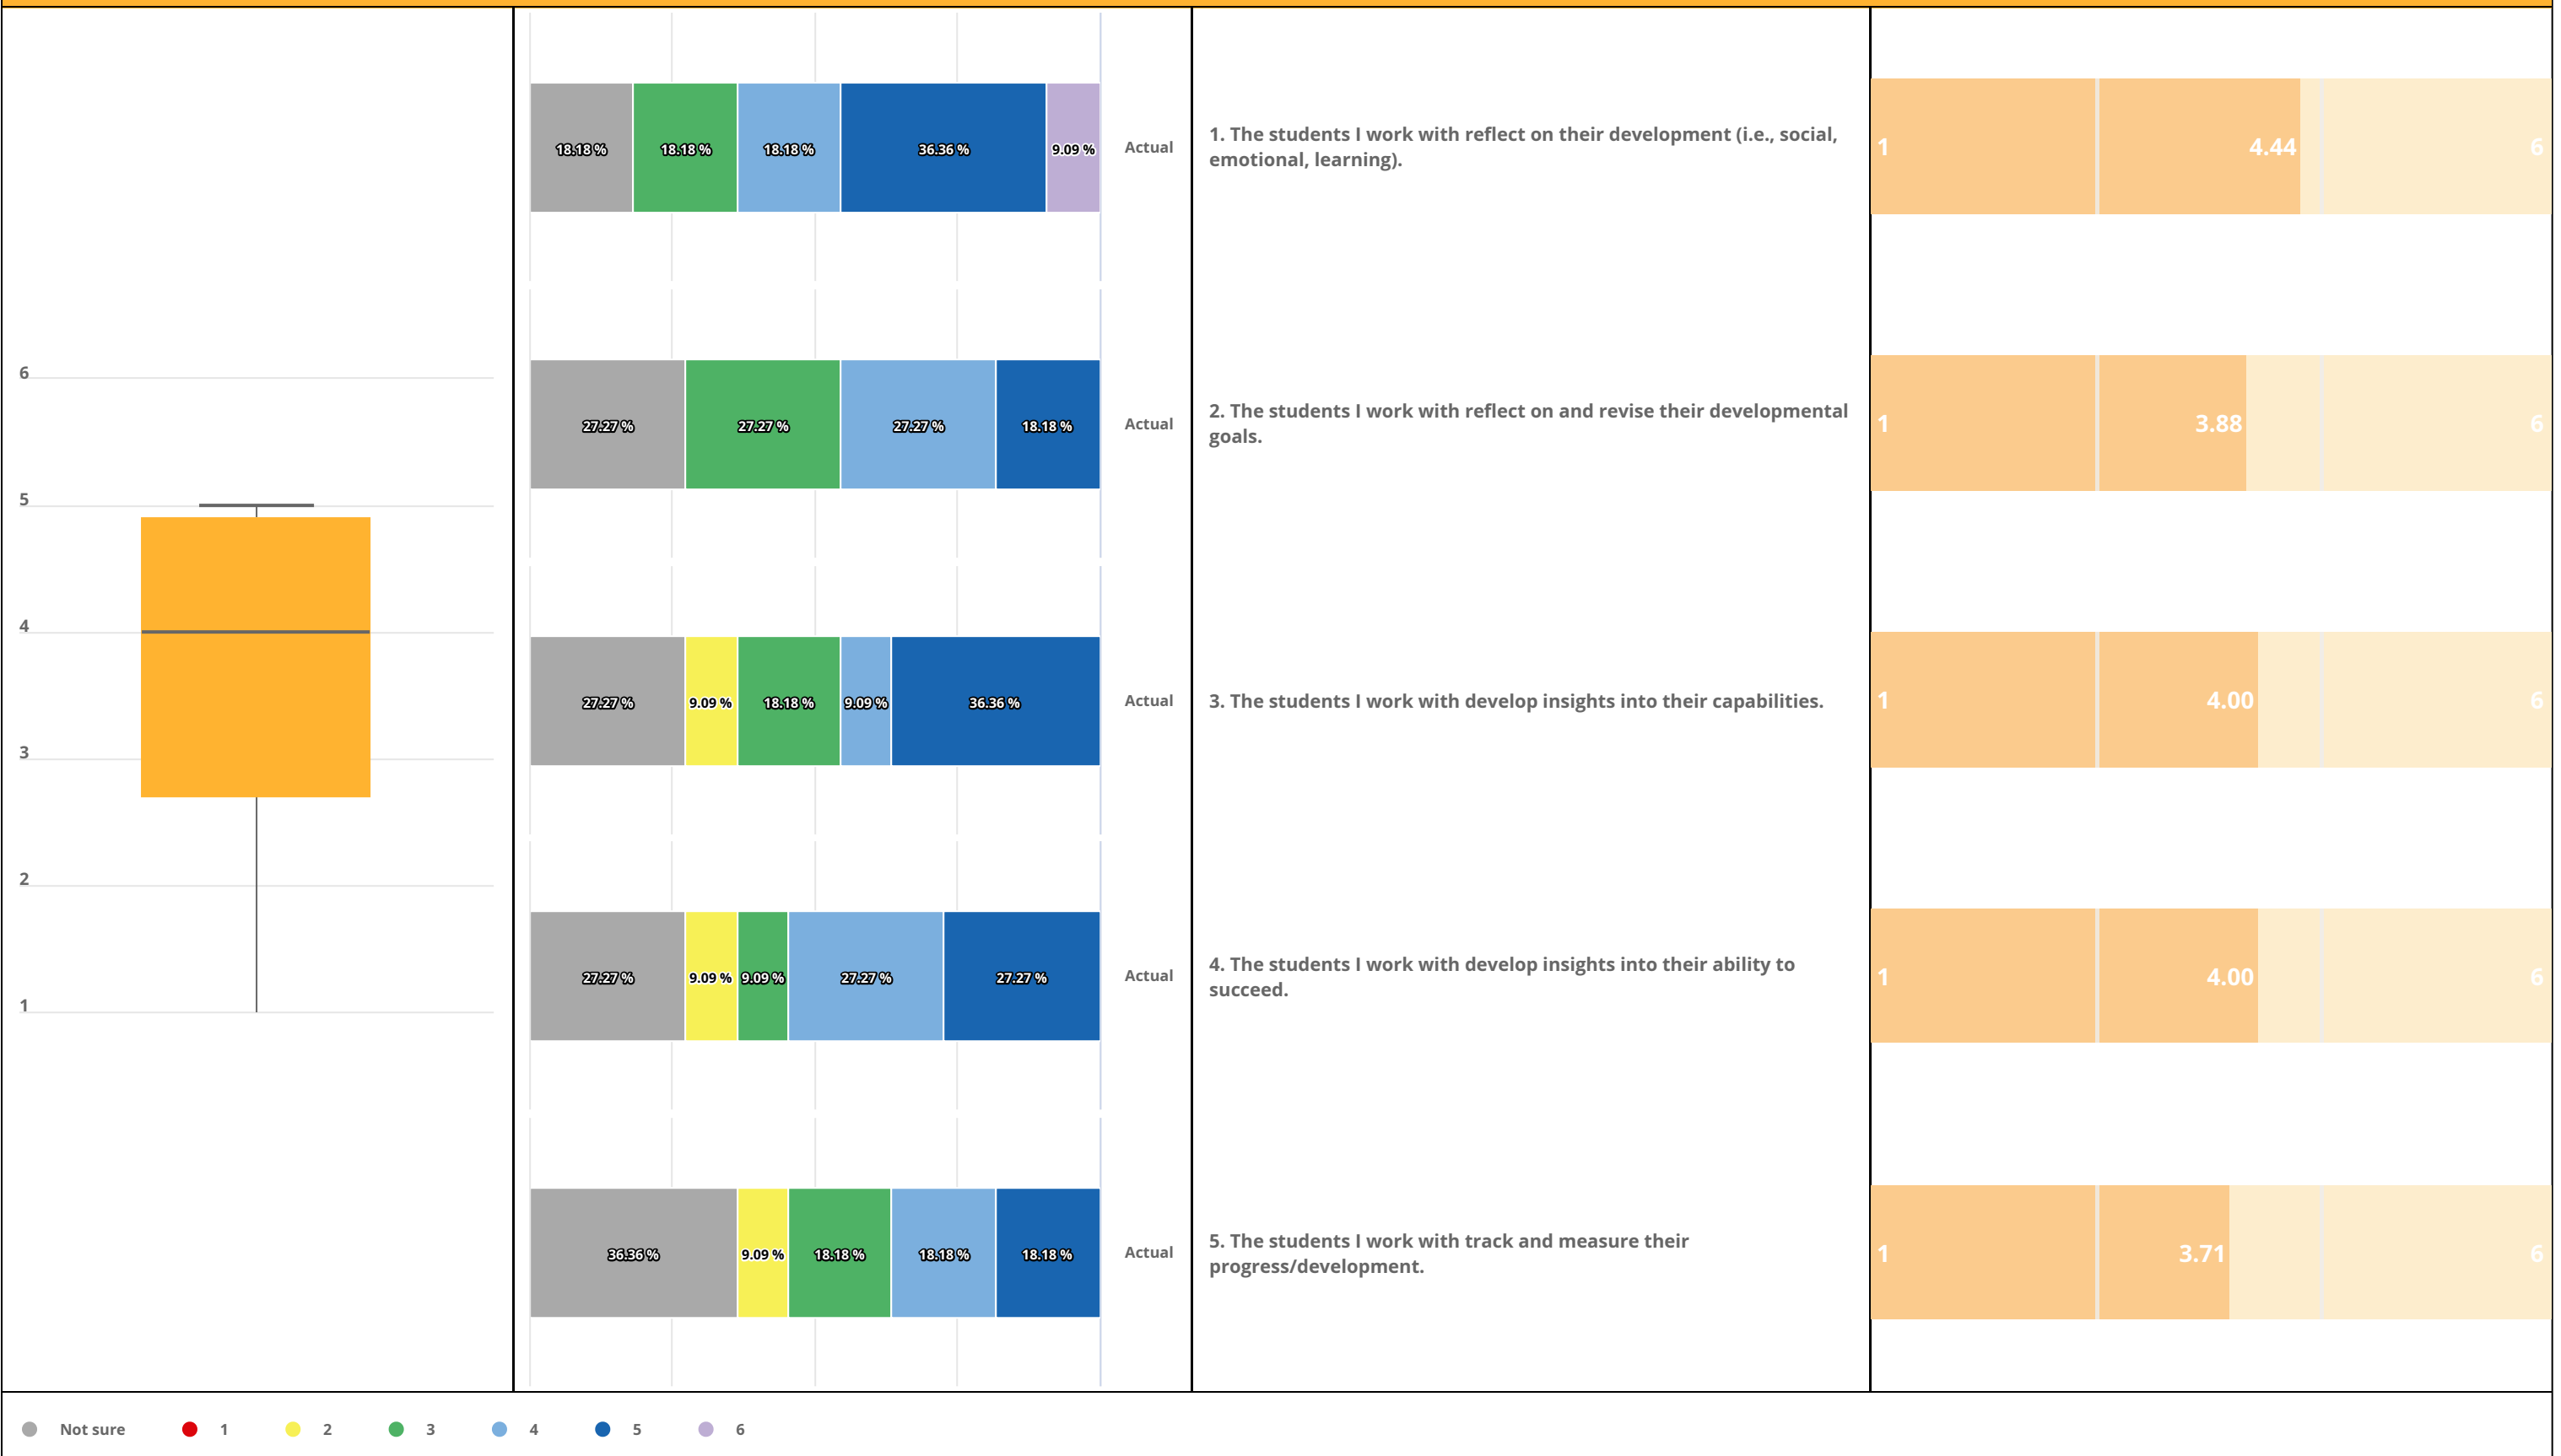 6
5
4
3
2
1
18.18 % 18.18 % 18.18 % 36.36 % 9.09 % Actual
1. The students I work with reflect on their development (i.e., social,
emotional, learning).
1 4.44 6
27.27 % 27.27 % 27.27 % 18.18 % Actual
2. The students I work with reflect on and revise their developmental
goals.
1 3.88 6
27.27 % 9.09 % 18.18 % 9.09 % 36.36 % Actual
3. The students I work with develop insights into their capabilities.
1 4.00 6
27.27 % 9.09 % 9.09 % 27.27 % 27.27 % Actual
4. The students I work with develop insights into their ability to
succeed.
1 4.00 6
36.36 % 9.09 % 18.18 % 18.18 % 18.18 % Actual
5. The students I work with track and measure their
progress/development.
1 3.71 6
Not sure 1 2 3 4 5 6